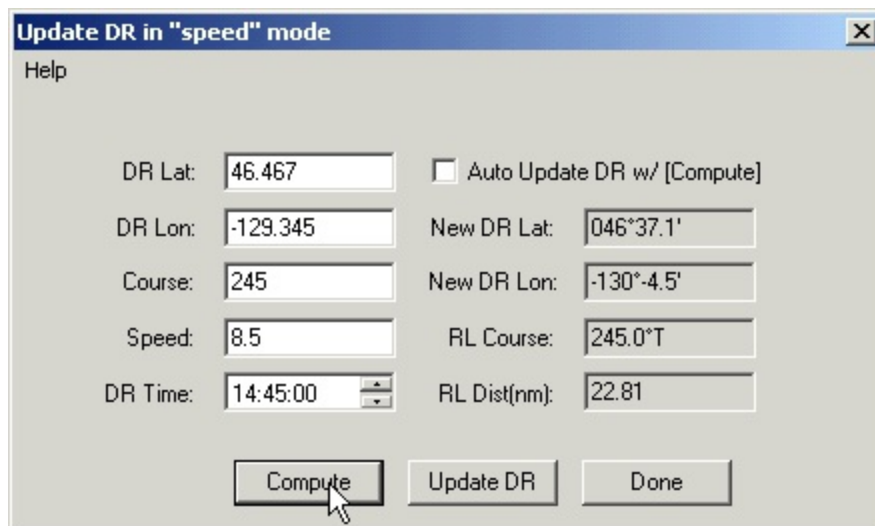 Update DR in "speed" mode
Help
DR Lat: 46.467
Auto Update DR w/ [Compute]
DR Lon: -129.345
New DR Lat: 046°37.1'
Course: 245
New DR Lon: -130°-4.5'
Speed: 8.5
RL Course: 245.0°T
DR Time: 14:45:00
RL Dist(nm): 22.81
Compute
Update DR
Done